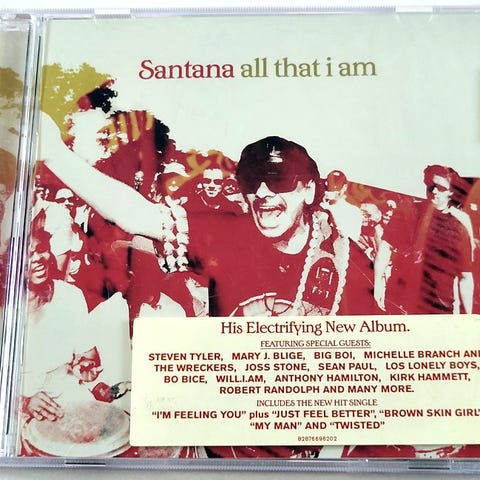 Santana all that i am
His Electrifying New Album.
FEATURING SPECIAL GUESTS:
STEVEN TYLER, MARY J. BLIGE, BIG BOI, MICHELLE BRANCH AND
THE WRECKERS, JOSS STONE, SEAN PAUL, LOS LONELY BOYS,
BO BICE, WILL.I.AM, ANTHONY HAMILTON, KIRK HAMMETT,
ROBERT RANDOLPH AND MANY MORE.
INCLUDES THE NEW HIT SINGLE
"I'M FEELING YOU" plus "JUST FEEL BETTER", "BROWN SKIN GIRL"
"MY MAN" AND "TWISTED"
82876696202